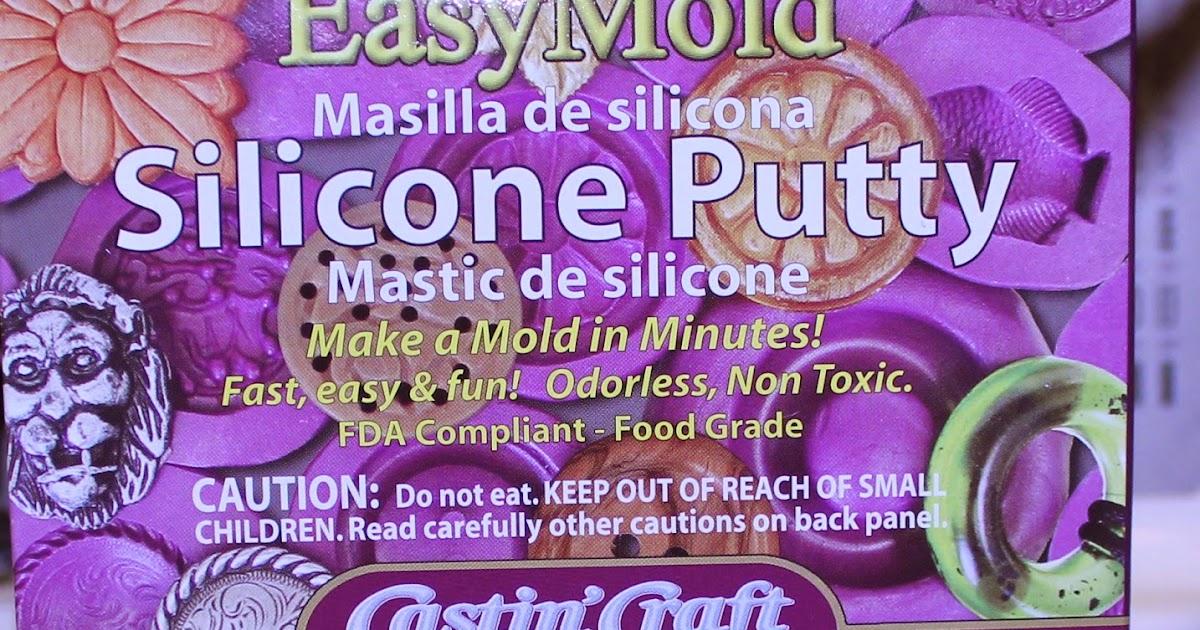 EasyMold
Masilla de silicona
Silicone Putty
Mastic de silicone
Make a Mold in Minutes!
Fast, easy & fun! Odorless, Non Toxic.
FDA Compliant - Food Grade
CAUTION: Do not eat. KEEP OUT OF REACH OF SMALL
CHILDREN. Read carefully other cautions on back panel.
Castin' Craft